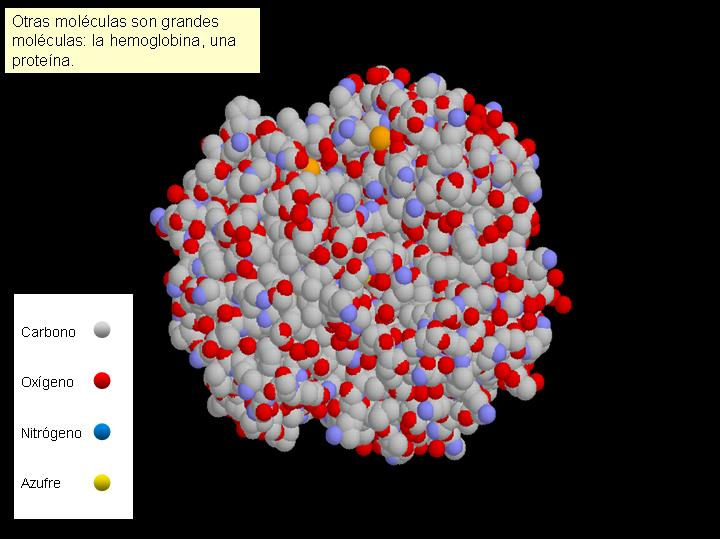 Otras moléculas son grandes
moléculas: la hemoglobina, una
proteína.
Carbono
Oxígeno
Nitrógeno
Azufre